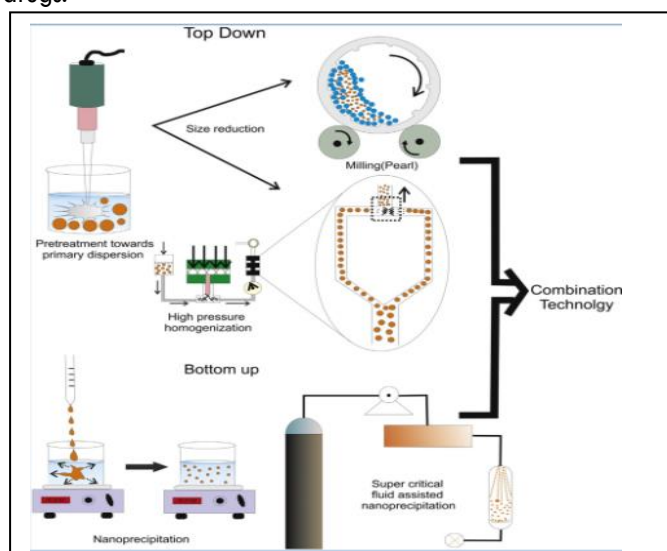 drugs.
Top Down
Size reduction
Milling(Pearl)
Pretreatment towards
primary dispersion
High pressure
homogenization
Combination
Technolgy
Bottom up
Super critical
fluid assisted
nanoprecipitation
Nanoprecipitation